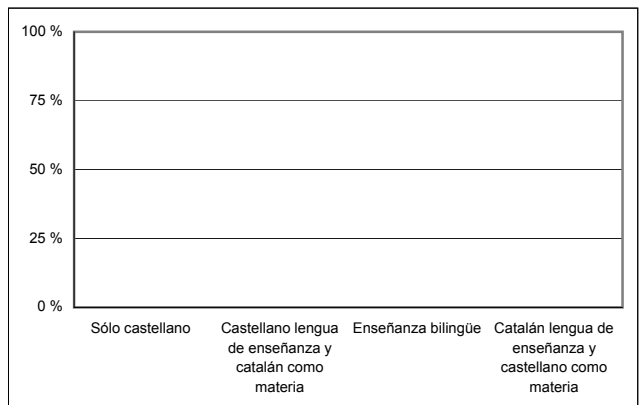 100 %
75 %
50 %
25 %
0 %
Sólo castellano
Castellano lengua
de enseñanza y
catalán como
materia
Enseñanza bilingüe
Catalán lengua de
enseñanza y
castellano como
materia